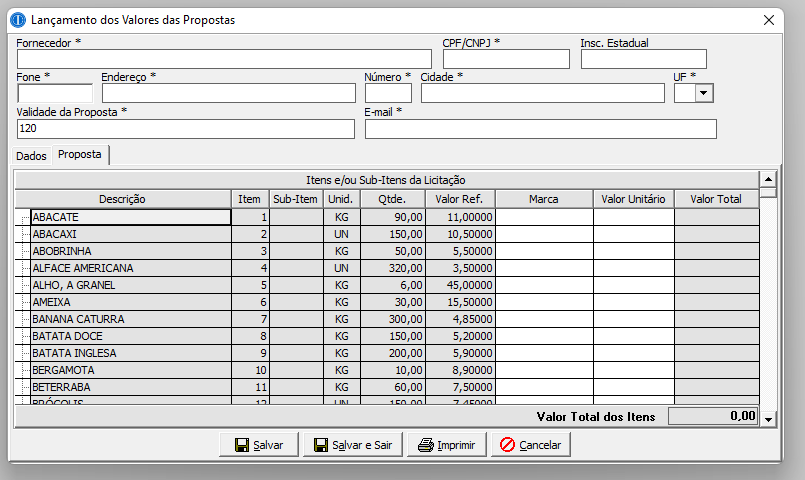 Lançamento dos Valores das Propostas
Fornecedor * CPF/CNPJ * Insc. Estadual
Fone * Endereço * Número * Cidade * UF *
Validade da Proposta * E-mail *
120
Dados Proposta
Itens e/ou Sub-Itens da Licitação
Descrição Item Sub-Item Unid. Qtde. Valor Ref. Marca Valor Unitário Valor Total
ABACATE 1 KG 90,00 11,00000
ABACAXI 2 UN 150,00 10,50000
ABOBRINHA 3 KG 50,00 5,50000
ALFACE AMERICANA 4 UN 320,00 3,50000
ALHO, A GRANEL 5 KG 6,00 45,00000
AMEIXA 6 KG 30,00 15,50000
BANANA CATURRA 7 KG 300,00 4,85000
BATATA DOCE 8 KG 150,00 5,20000
BATATA INGLESA 9 KG 200,00 5,90000
BERGAMOTA 10 KG 10,00 8,90000
BETERRABA 11 KG 60,00 7,50000
BRÓCOLIS 12 UN 150,00 7,45000
Valor Total dos Itens 0,00
Salvar Salvar e Sair Imprimir Cancelar